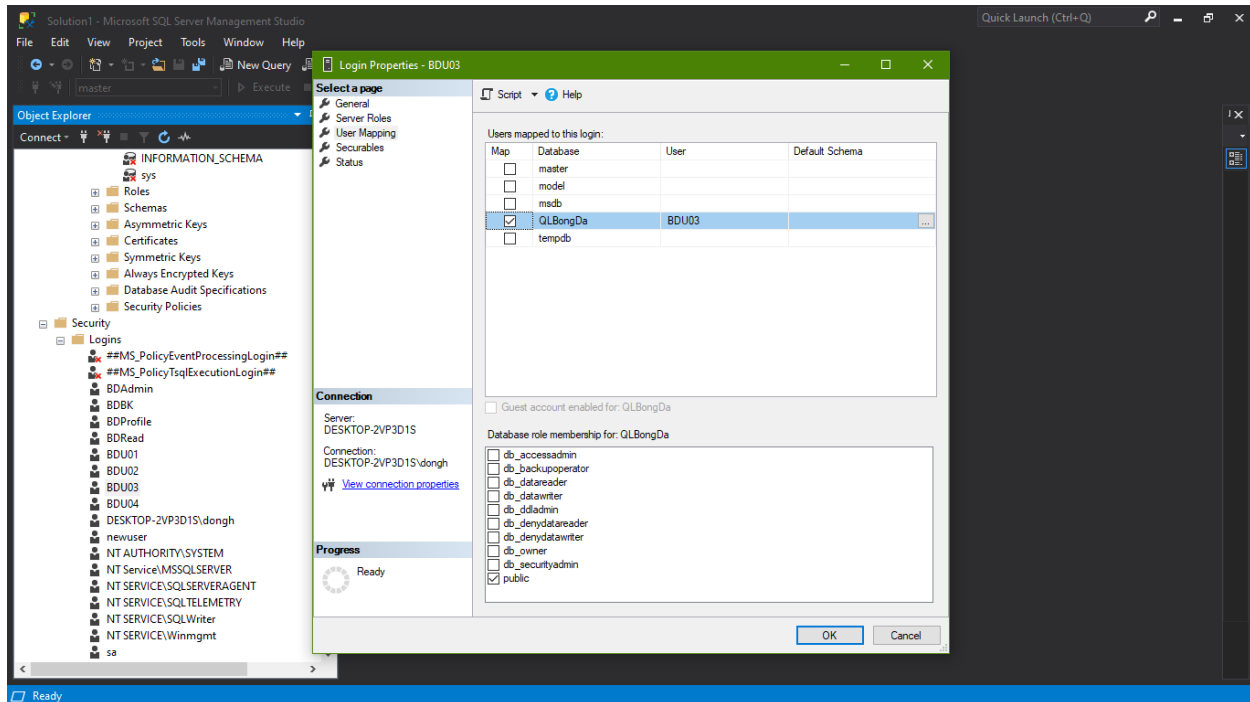 Solution1 - Microsoft SQL Server Management Studio
Quick Launch (Ctrl+Q)
File Edit View Project Tools Window Help
New Query
master
Execute
Object Explorer
Connect
INFORMATION_SCHEMA
sys
Roles
Schemas
Asymmetric Keys
Certificates
Symmetric Keys
Always Encrypted Keys
Database Audit Specifications
Security Policies
Security
Logins
##MS_PolicyEventProcessingLogin##
##MS_PolicyTsqlExecutionLogin##
BDAdmin
BDBK
BDProfile
BDRead
BDU01
BDU02
BDU03
BDU04
DESKTOP-2VP3D1S\dongh
newuser
NT AUTHORITY\SYSTEM
NT Service\MSSQLSERVER
NT SERVICE\SQLSERVERAGENT
NT SERVICE\SQLTELEMETRY
NT SERVICE\SQLWriter
NT SERVICE\Winmgmt
sa
Ready
Login Properties - BDU03
Select a page
General
Server Roles
User Mapping
Securables
Status
Connection
Server:
DESKTOP-2VP3D1S
Connection:
DESKTOP-2VP3D1S\dongh
View connection properties
Progress
Ready
Script Help
Users mapped to this login:
Map Database User Default Schema
master
model
msdb
QLBongDa BDU03 ...
tempdb
Guest account enabled for: QLBongDa
Database role membership for: QLBongDa
db_accessadmin
db_backupoperator
db_datareader
db_datawriter
db_ddladmin
db_denydatareader
db_denydatawriter
db_owner
db_securityadmin
public
OK Cancel